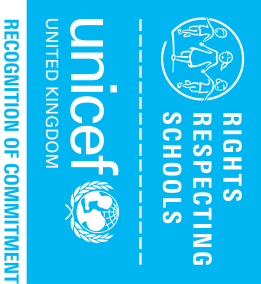 RIGHTS
RESPECTING
SCHOOLS
unicef
UNITED KINGDOM
RECOGNITION OF COMMITMENT